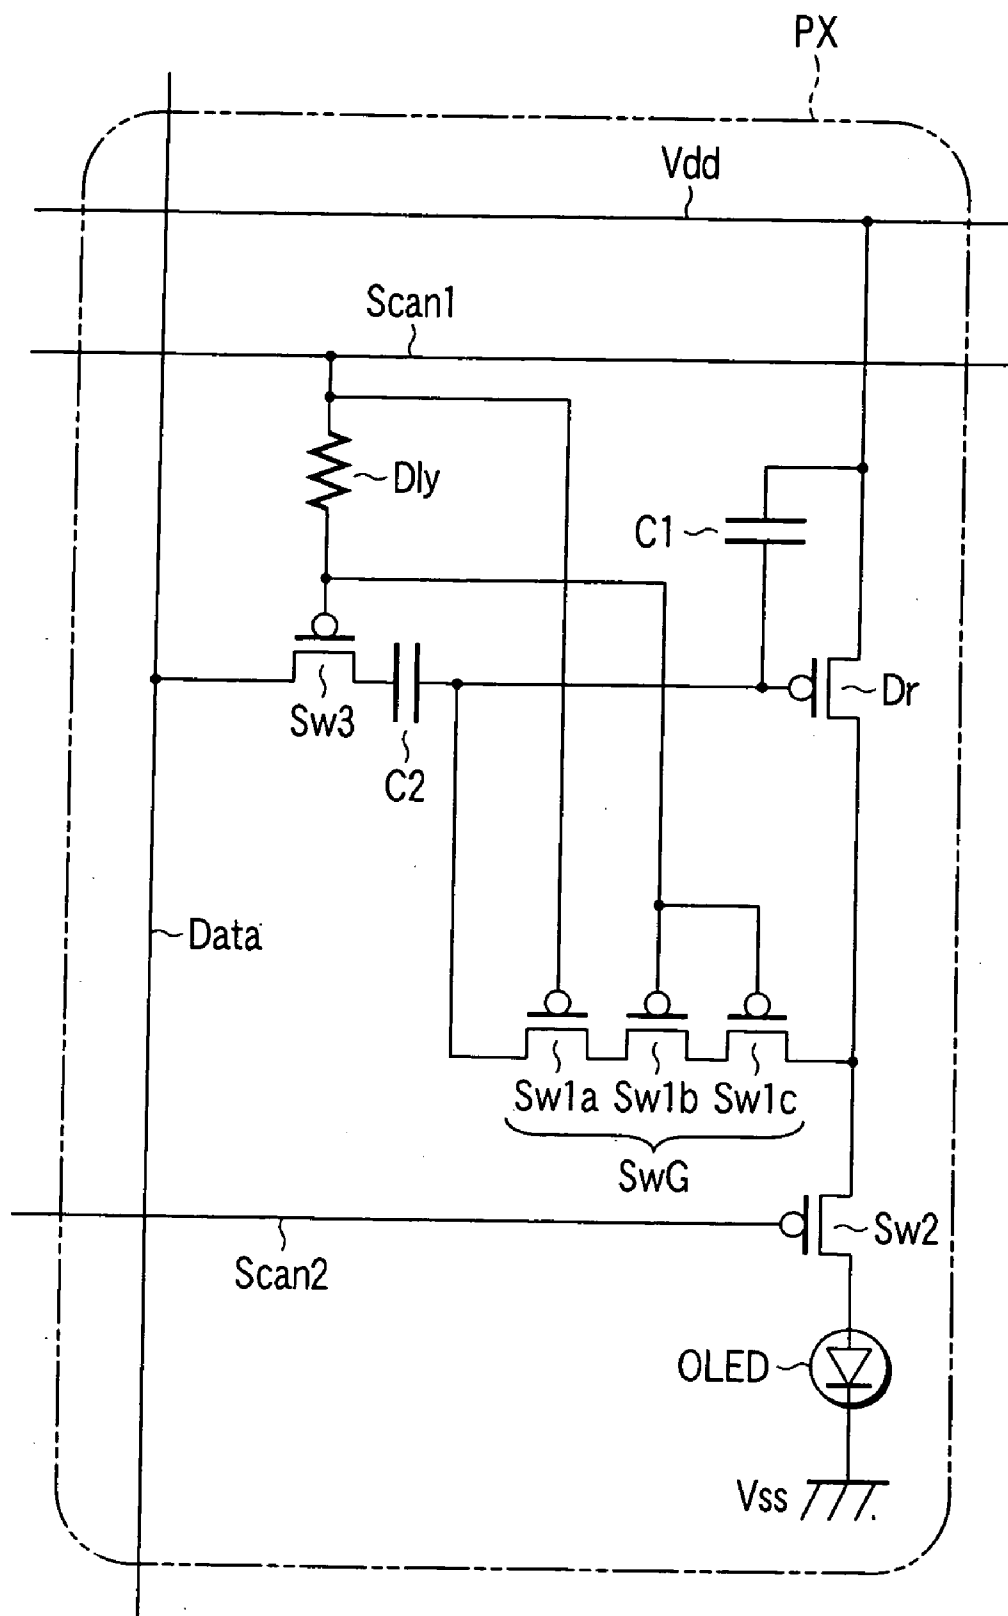 PX
Vdd
Scan1
Dly
C1
Sw3
Dr
C2
Data
Sw1a Sw1b Sw1c
SwG
Sw2
Scan2
OLED
Vss